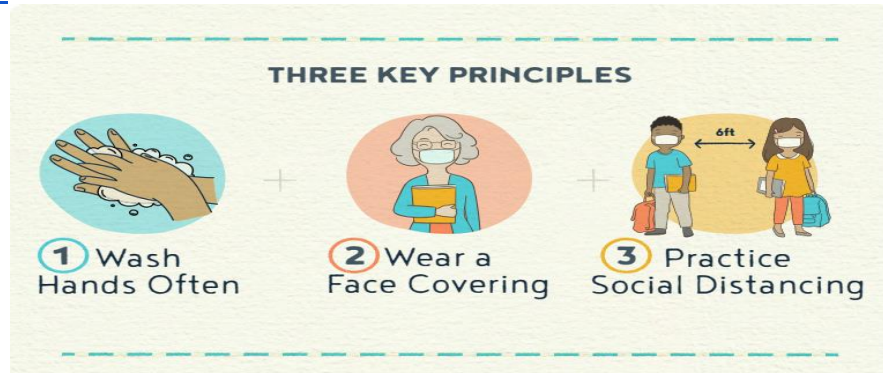 THREE KEY PRINCIPLES
6ft
1 Wash
Hands Often
2 Wear a
Face Covering
3 Practice
Social Distancing